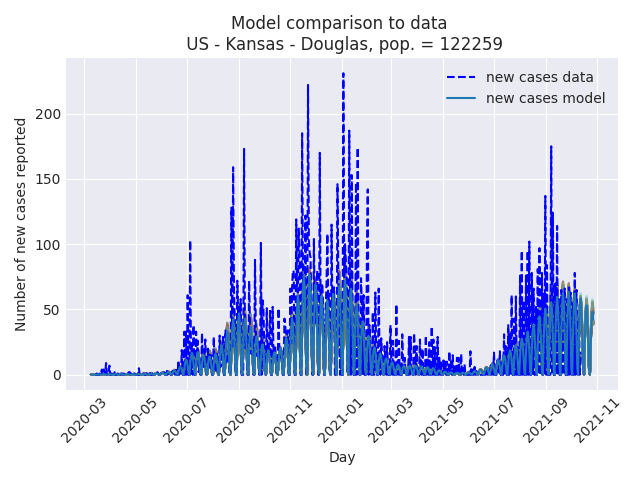 Model comparison to data
US - Kansas - Douglas, pop. = 122259
new cases data
new cases model
Number of new cases reported
200
150
100
50
0
2020-03
2020-05
2020-07
2020-09
2020-11
2021-01
2021-03
2021-05
2021-07
2021-09
2021-11
Day